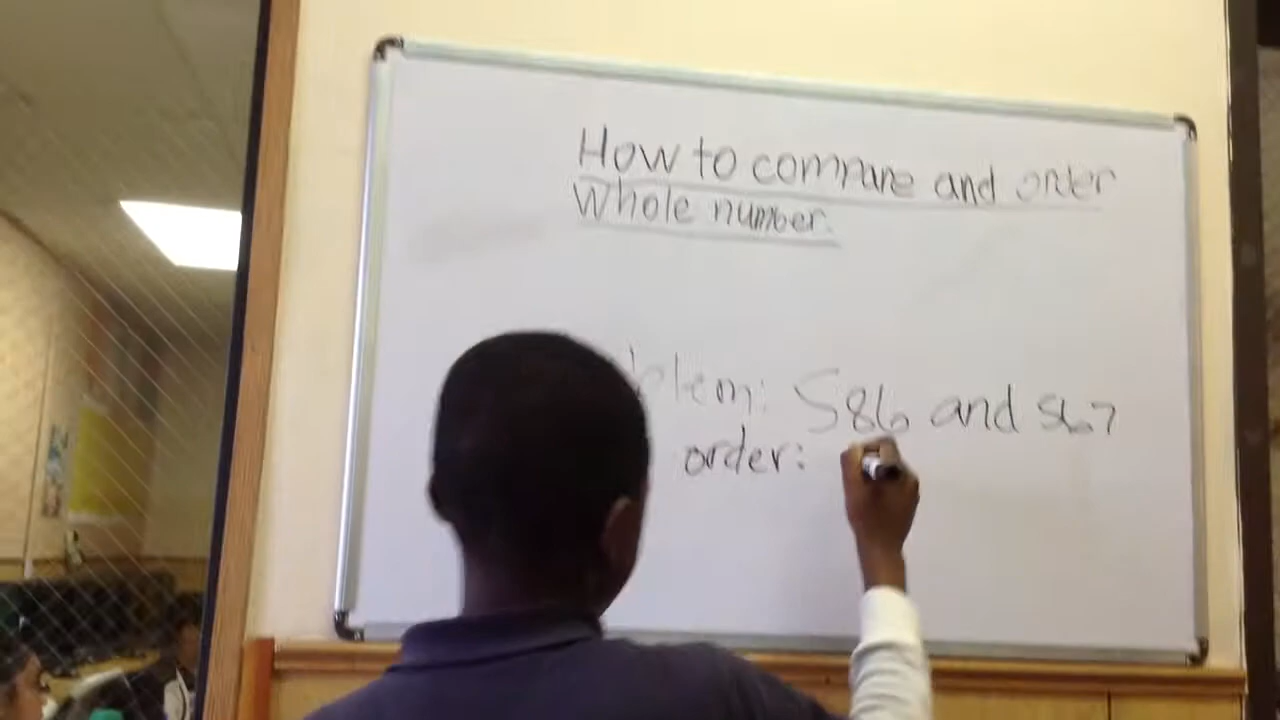 How to compare and order
Whole number.
blem: 586 and 567
order: